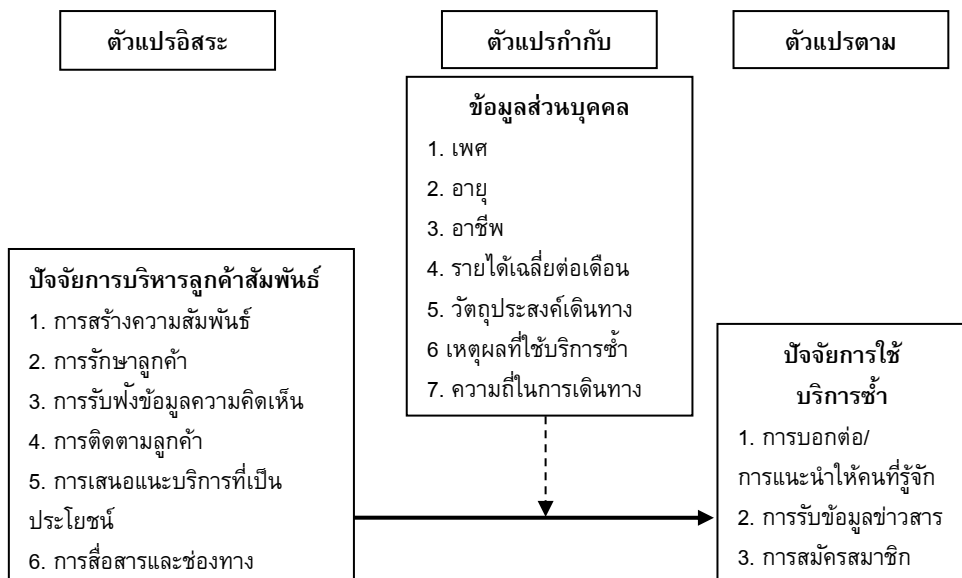 ตัวแปรอิสระ
ตัวแปรกำกับ
ตัวแปรตาม
ข้อมูลส่วนบุคคล
1. เพศ
2. อายุ
3. อาชีพ
4. รายได้เฉลี่ยต่อเดือน
5. วัตถุประสงค์เดินทาง
6 เหตุผลที่ใช้บริการซ้ำ
7. ความถี่ในการเดินทาง
ปัจจัยการบริหารลูกค้าสัมพันธ์
1. การสร้างความสัมพันธ์
2. การรักษาลูกค้า
3. การรับฟังข้อมูลความคิดเห็น
4. การติดตามลูกค้า
5. การเสนอแนะบริการที่เป็น
ประโยชน์
6. การสื่อสารและช่องทาง
ปัจจัยการใช้
บริการซ้ำ
1. การบอกต่อ/
การแนะนำให้คนที่รู้จัก
2. การรับข้อมูลข่าวสาร
3. การสมัครสมาชิก